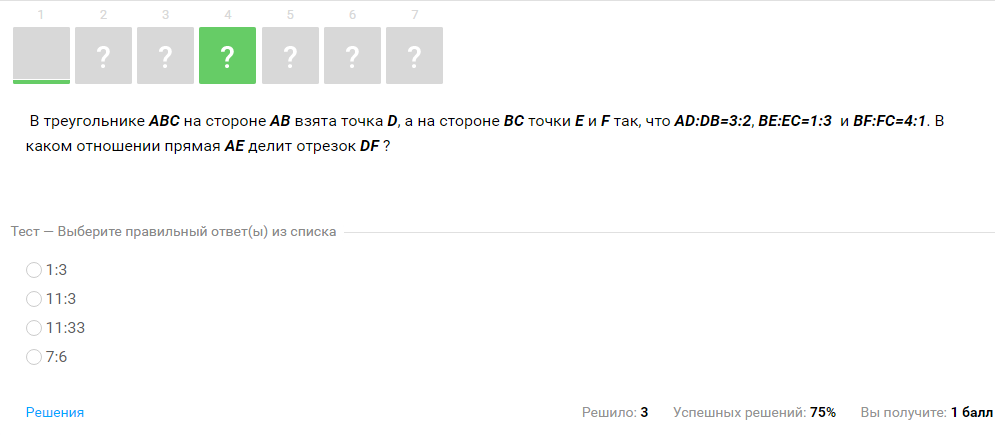 1 2 3 4 5 6 7
? ? ? ? ? ?
В треугольнике ABC на стороне AB взята точка D, а на стороне BC точки E и F так, что AD:DB=3:2, BE:EC=1:3 и BF:FC=4:1. В
каком отношении прямая AE делит отрезок DF ?
Тест — Выберите правильный ответ(ы) из списка
1:3
11:3
11:33
7:6
Решения Решило: 3 Успешных решений: 75% Вы получите: 1 балл